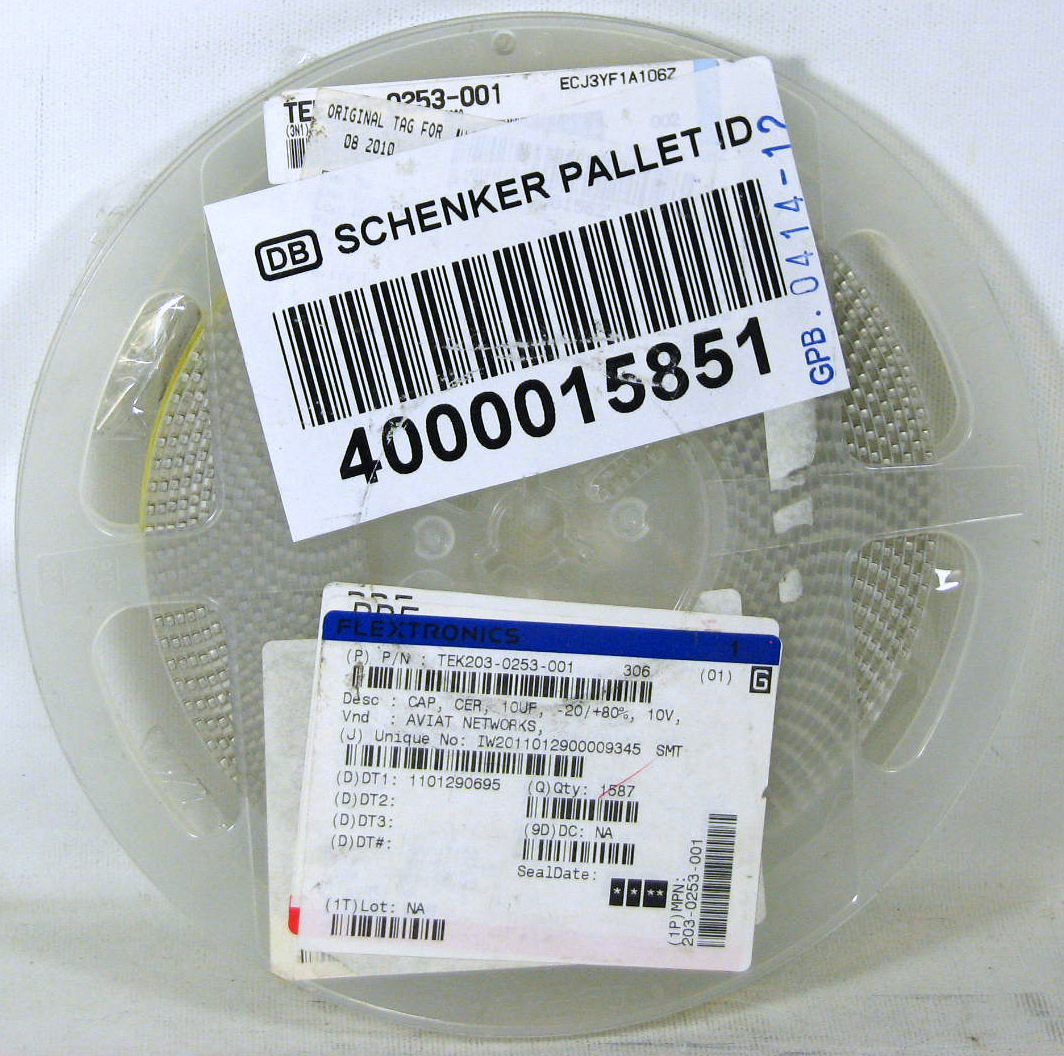 TE 0253-001
ECJ3YF1A106Z
(3N1)
ORIGINAL TAG FOR
08 2010
DB SCHENKER PALLET ID
4000015851
GPB. 0414-12
FLEXTRONICS
1
(P) P/N : TEK203-0253-001 306 (01) G
Desc : CAP, CER, 10UF, -20/+80%, 10V,
Vnd : AVIAT NETWORKS,
(J) Unique No: IW2011012900009345 SMT
(D)DT1: 1101290695
(Q)Qty: 1587
(D)DT2:
(D)DT3:
(9D)DC: NA
(D)DT#:
SealDate:
* * **
(1T)Lot: NA
(1P)MPN:
203-0253-001